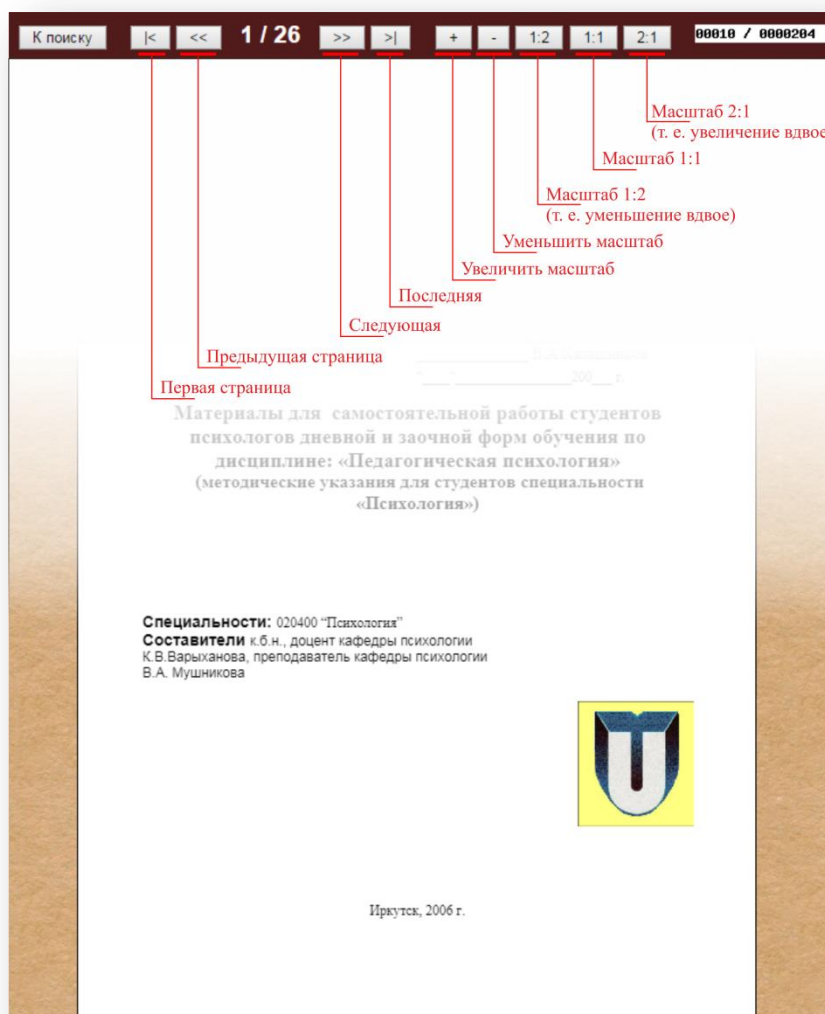 К поиску |< << 1 / 26 >> >| + - 1:2 1:1 2:1 00010 / 0000204
Масштаб 2:1
(т. е. увеличение вдвое
Масштаб 1:1
Масштаб 1:2
(т. е. уменьшение вдвое)
Уменьшить масштаб
Увеличить масштаб
Последняя
Следующая
Предыдущая страница
"____"____________________200___ г.
Первая страница
Материалы для самостоятельной работы студентов
психологов дневной и заочной форм обучения по
дисциплине: «Педагогическая психология»
(методические указания для студентов специальности
«Психология»)
Специальности: 020400 “Психология”
Составители к.б.н., доцент кафедры психологии
К.В.Варыханова, преподаватель кафедры психологии
В.А. Мушникова
Иркутск, 2006 г.